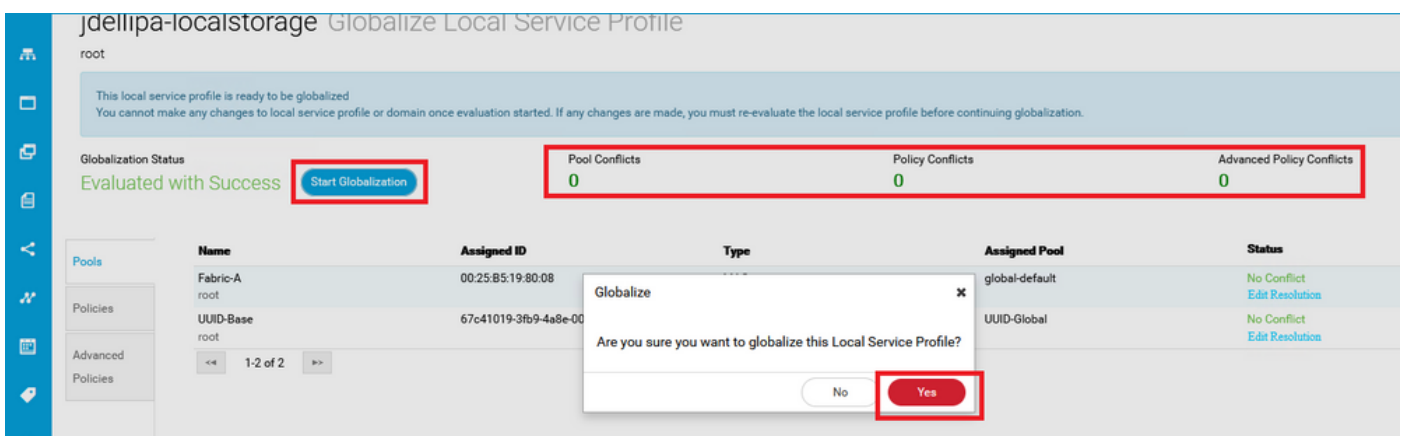 jdellipa-localstorage Globalize Local Service Profile
root
This local service profile is ready to be globalized
You cannot make any changes to local service profile or domain once evaluation started. If any changes are made, you must re-evaluate the local service profile before continuing globalization.
Globalization Status
Evaluated with Success
Start Globalization
Pool Conflicts
0
Policy Conflicts
0
Advanced Policy Conflicts
0
Pools
Policies
Advanced
Policies
Name Assigned ID Type Assigned Pool Status
Fabric-A 00:25:B5:19:80:08 global-default No Conflict
root Edit Resolution
UUID-Base 67c41019-3fb9-4a8e-00 UUID-Global No Conflict
root Edit Resolution
1-2 of 2
Globalize
Are you sure you want to globalize this Local Service Profile?
No
Yes